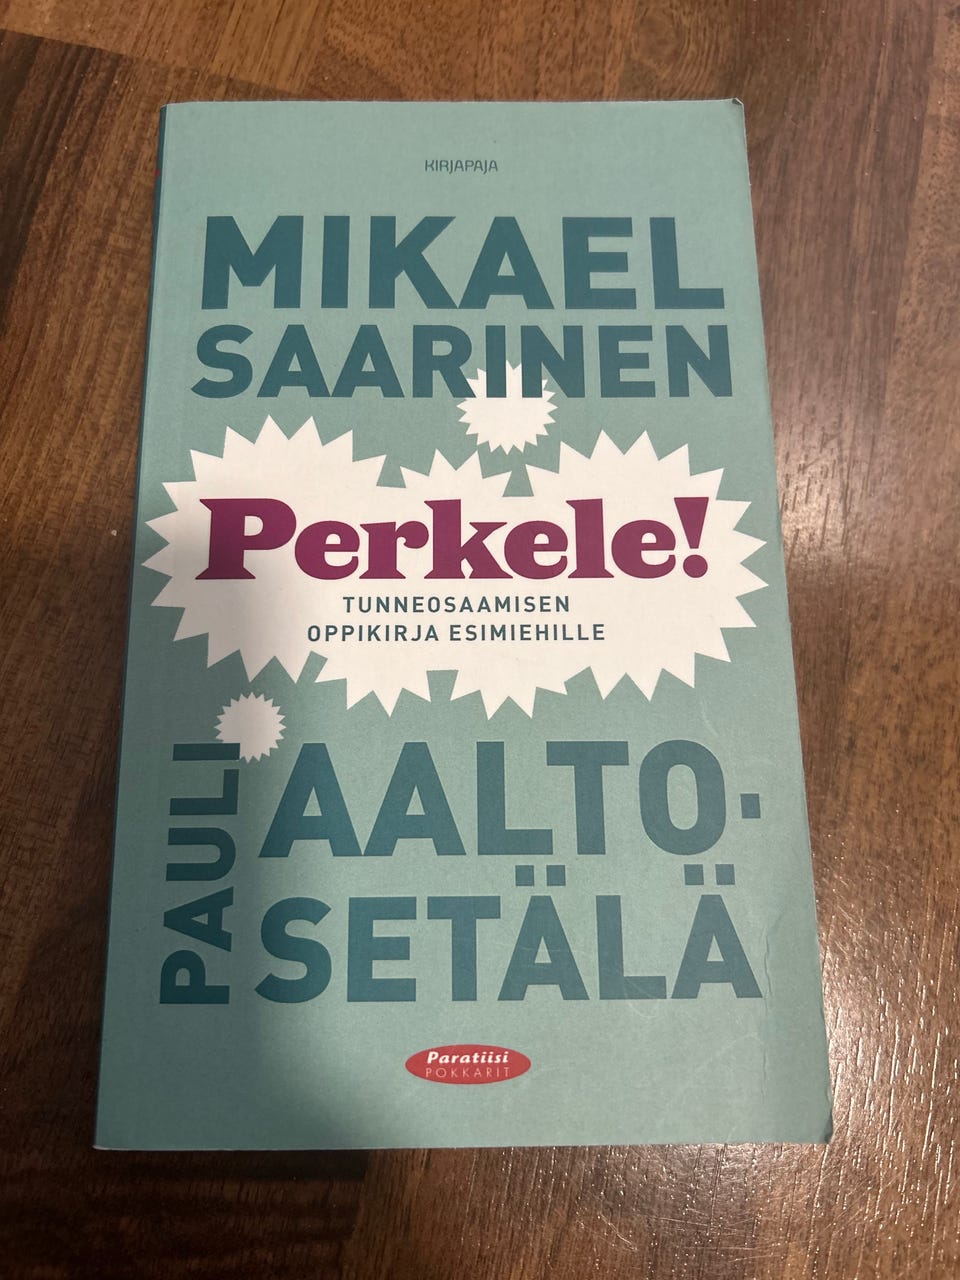 KIRJAPAJA
MIKAEL
SAARINEN
Perkele!
TUNNEOSAAMISEN
OPPIKIRJA ESIMIEHILLE
PAULI
AALTO-
SETÄLÄ
Paratiisi
POKKARIT